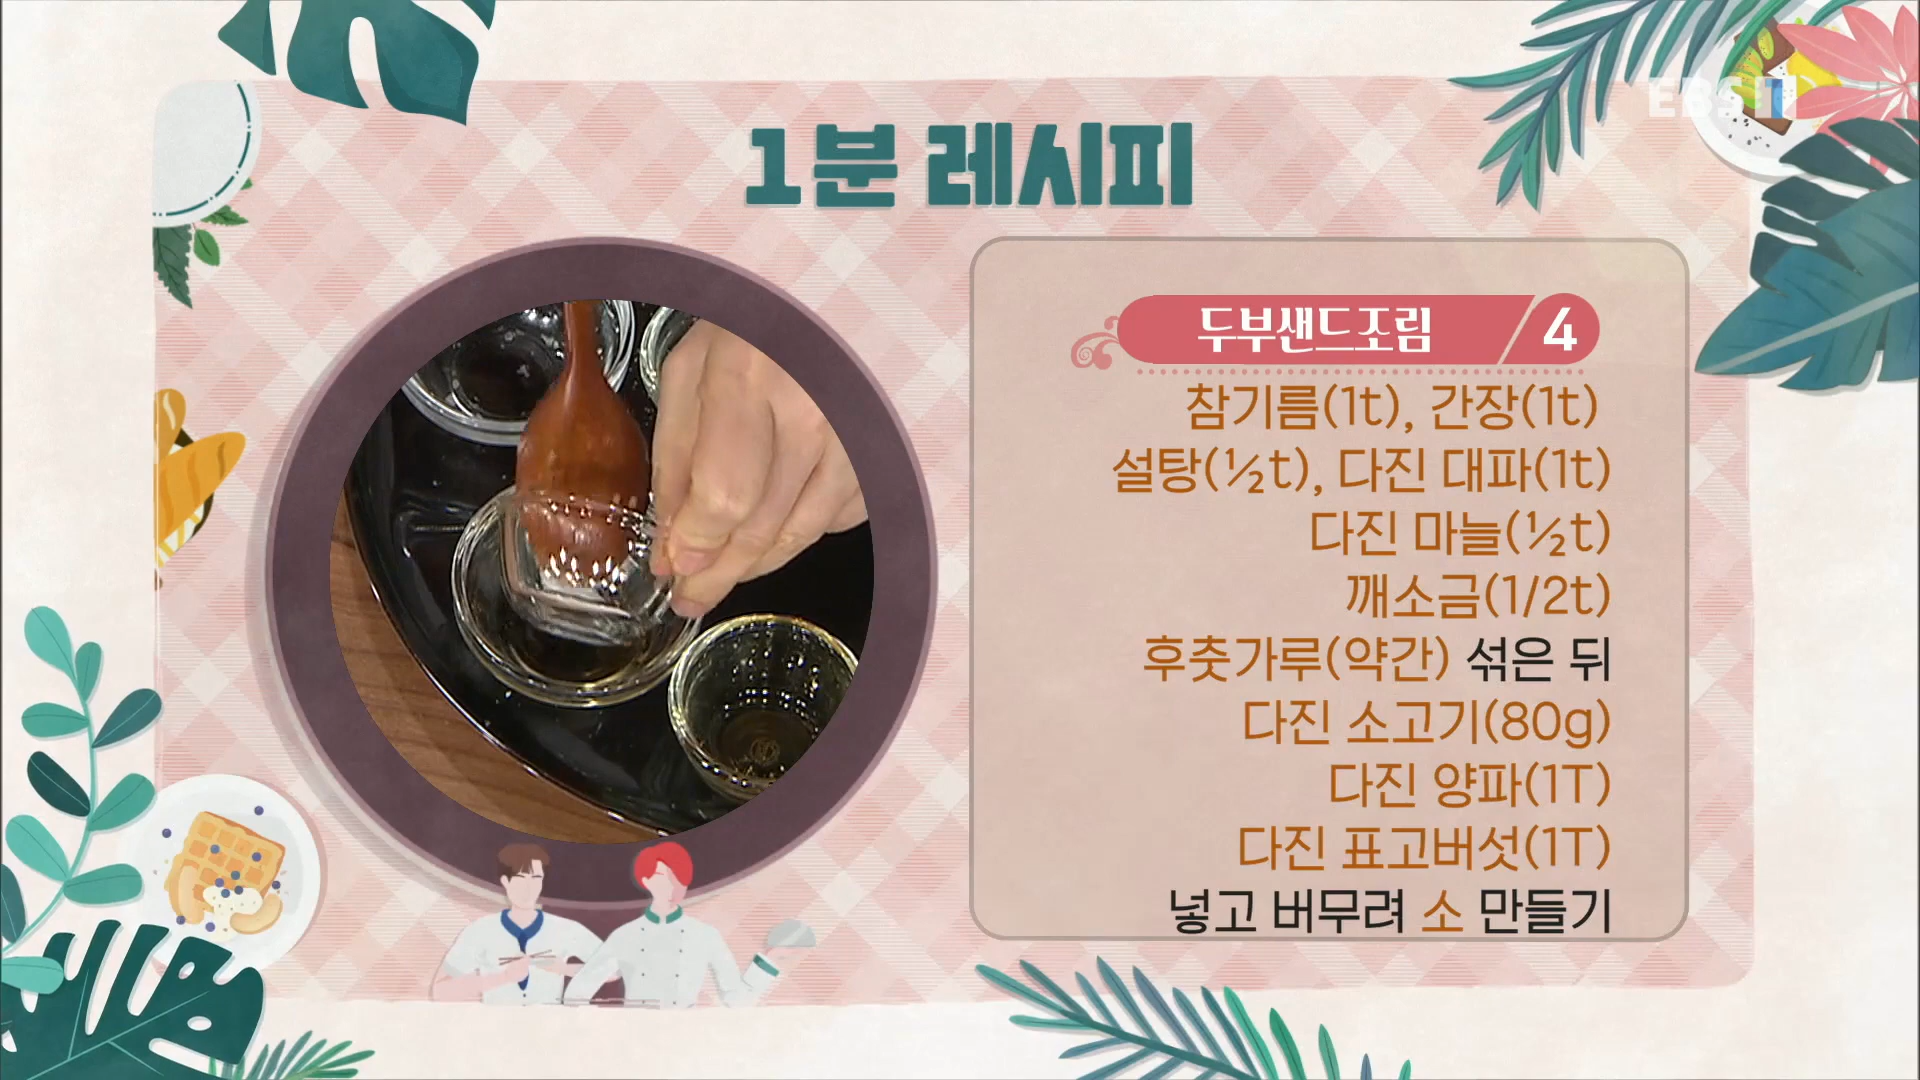 EBS 1
1분 레시피
두부샌드조림 4
참기름(1t), 간장(1t)
설탕(½t), 다진 대파(1t)
다진 마늘(½t)
깨소금(1/2t)
후춧가루(약간) 섞은 뒤
다진 소고기(80g)
다진 양파(1T)
다진 표고버섯(1T)
넣고 버무려 소 만들기